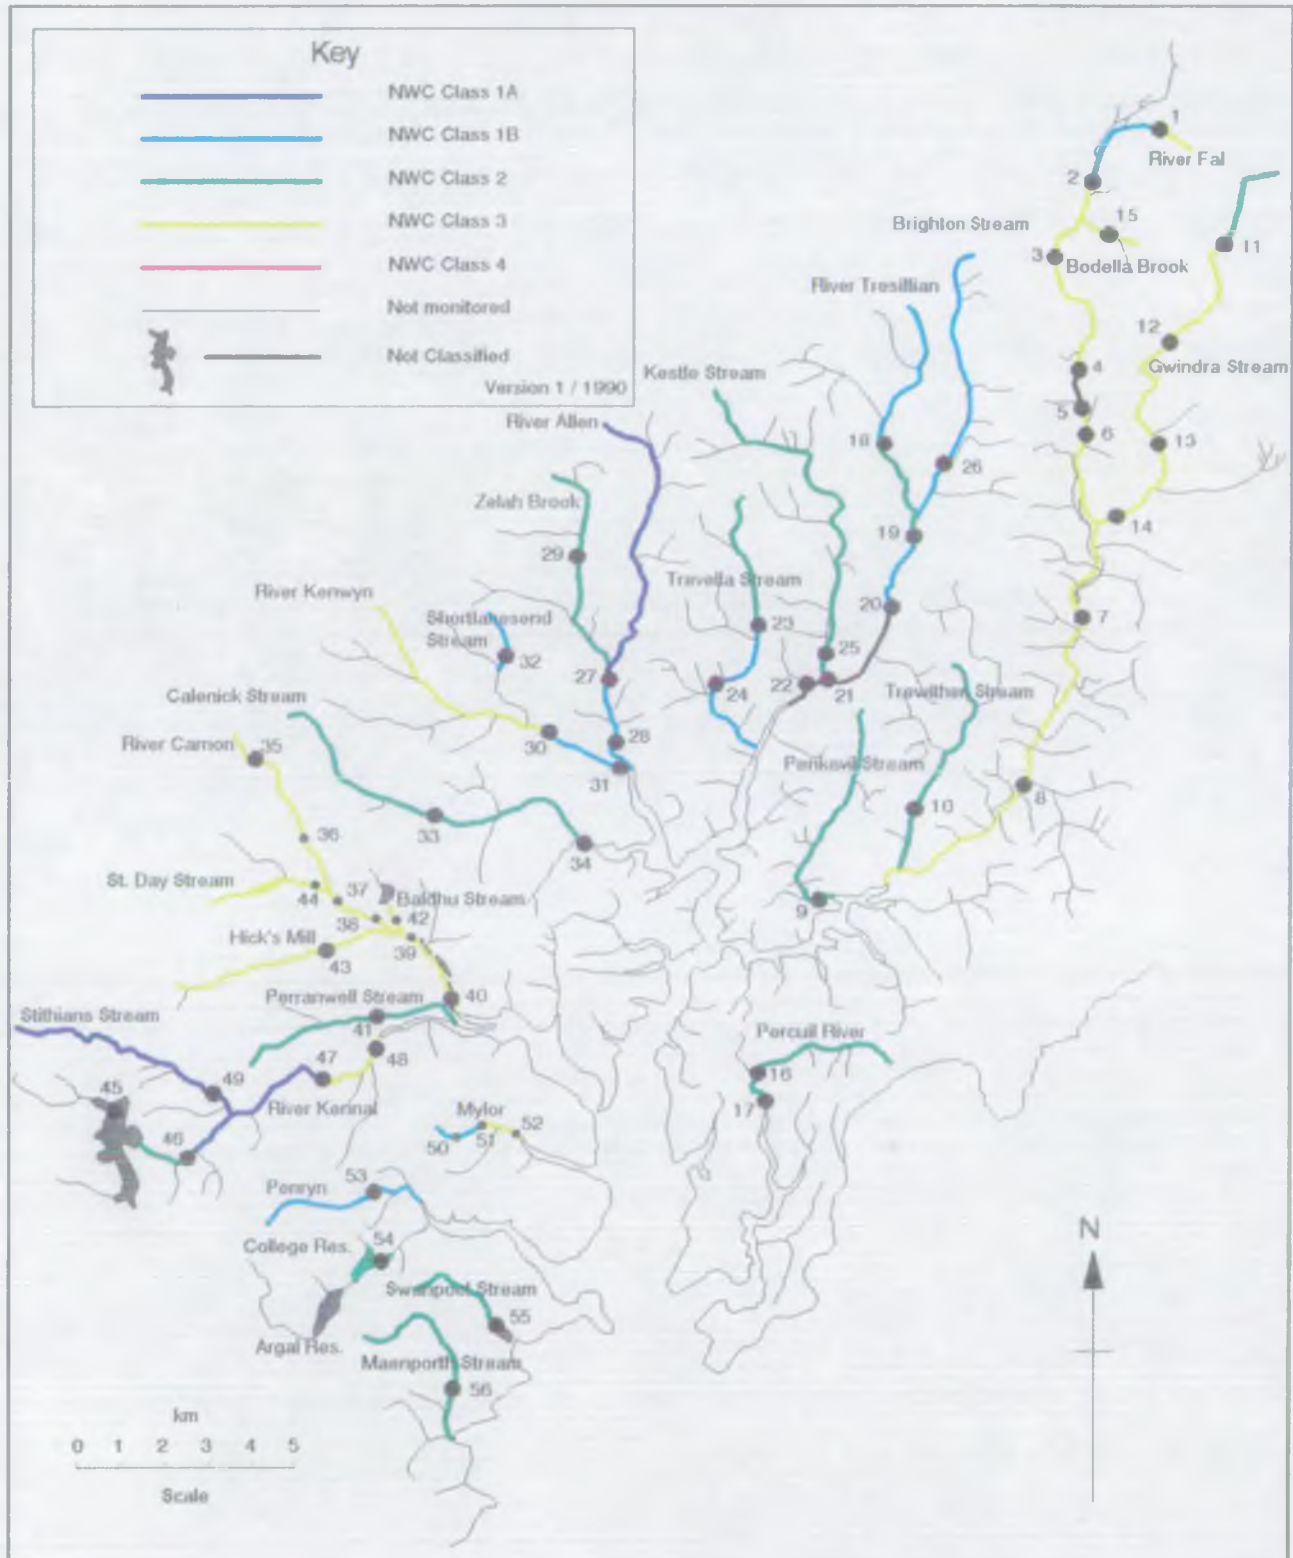 Key
NWC Class 1A
NWC Class 1B
NWC Class 2
NWC Class 3
NWC Class 4
Not monitored
Not Classified
Version 1 / 1990
1
River Fal
2
15
Brighton Stream
11
3
Bodella Brook
River Tresillian
12
4
Gwindra Stream
Kestle Stream
5
6
River Allen
18
13
26
Zelah Brook
14
19
29
Trevella Stream
River Kenwyn
20
7
Shortlanesend
Stream
23
32
25
27
24
22
21
Trewithen Stream
Calenick Stream
River Carnon
35
30
28
Penkevil Stream
31
8
10
33
36
34
St. Day Stream
44
37
Baldhu Stream
9
38
42
Hick's Mill
39
43
Perranwell Stream
40
Stithians Stream
41
Percuil River
48
47
16
49
45
River Kennal
17
Mylor
52
46
50
51
53
Penryn
College Res.
54
Swanpool Stream
55
Argal Res.
Maenporth Stream
56
N
km
0 1 2 3 4 5
Scale